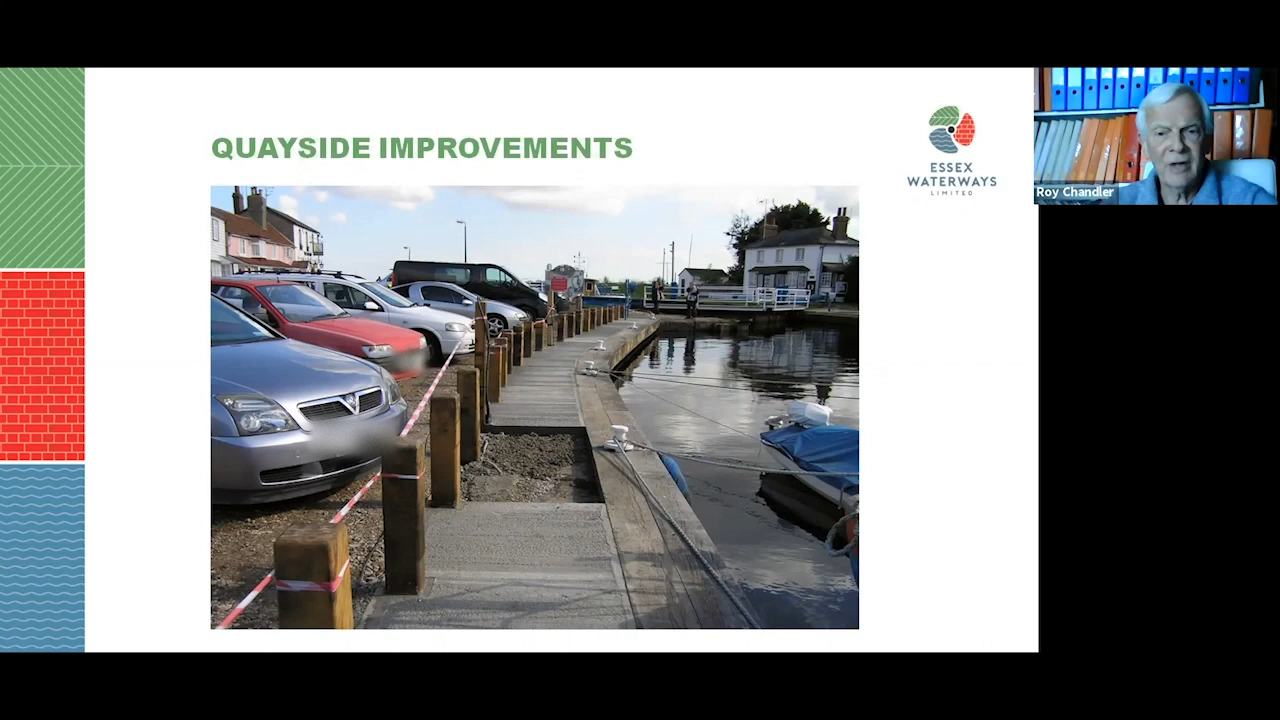 QUAYSIDE IMPROVEMENTS
ESSEX
WATERWAYS
LIMITED
Roy Chandler